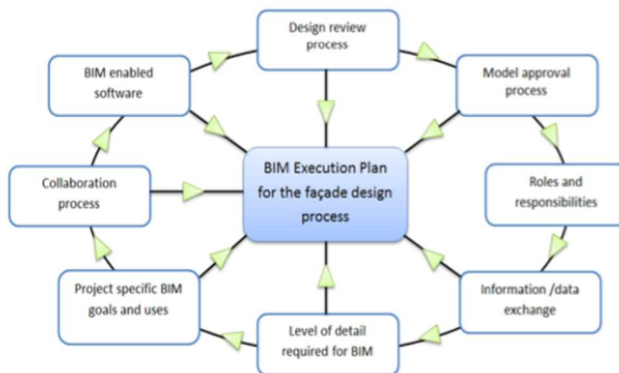 Design review
process
BIM enabled
software
Model approval
process
BIM Execution Plan
for the façade design
process
Collaboration
process
Roles and
responsibilities
Project specific BIM
goals and uses
Level of detail
required for BIM
Information /data
exchange